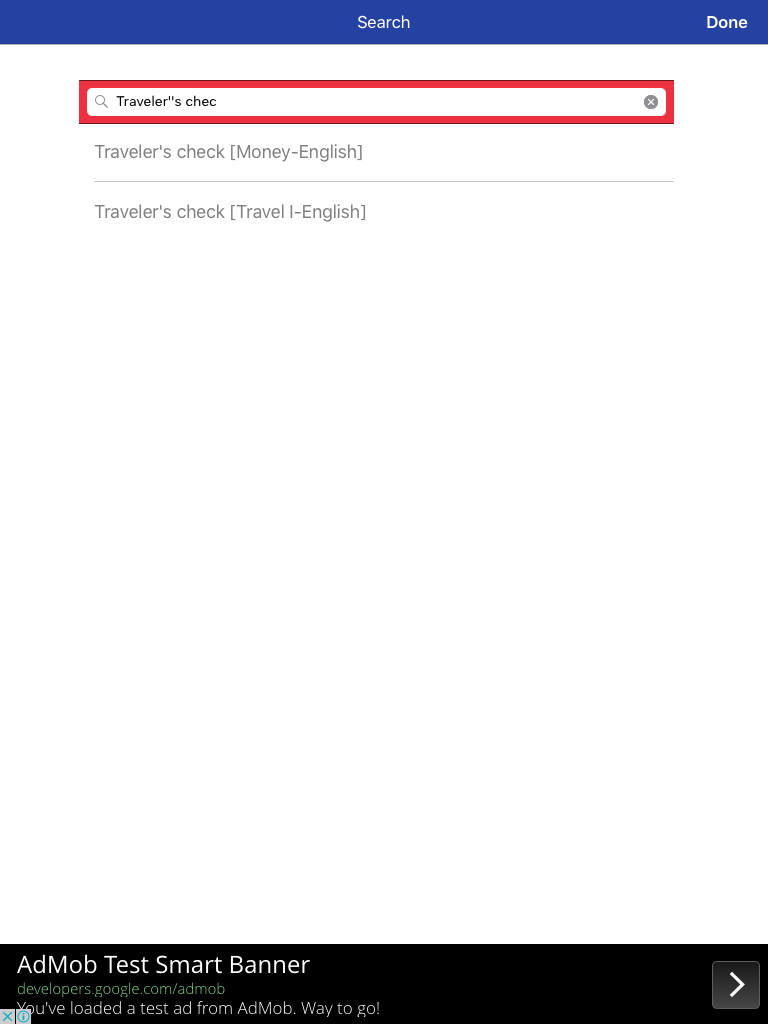 Search
Done
Traveler''s chec
Traveler's check [Money-English]
Traveler's check [Travel I-English]
AdMob Test Smart Banner
developers.google.com/admob
You've loaded a test ad from AdMob. Way to go!